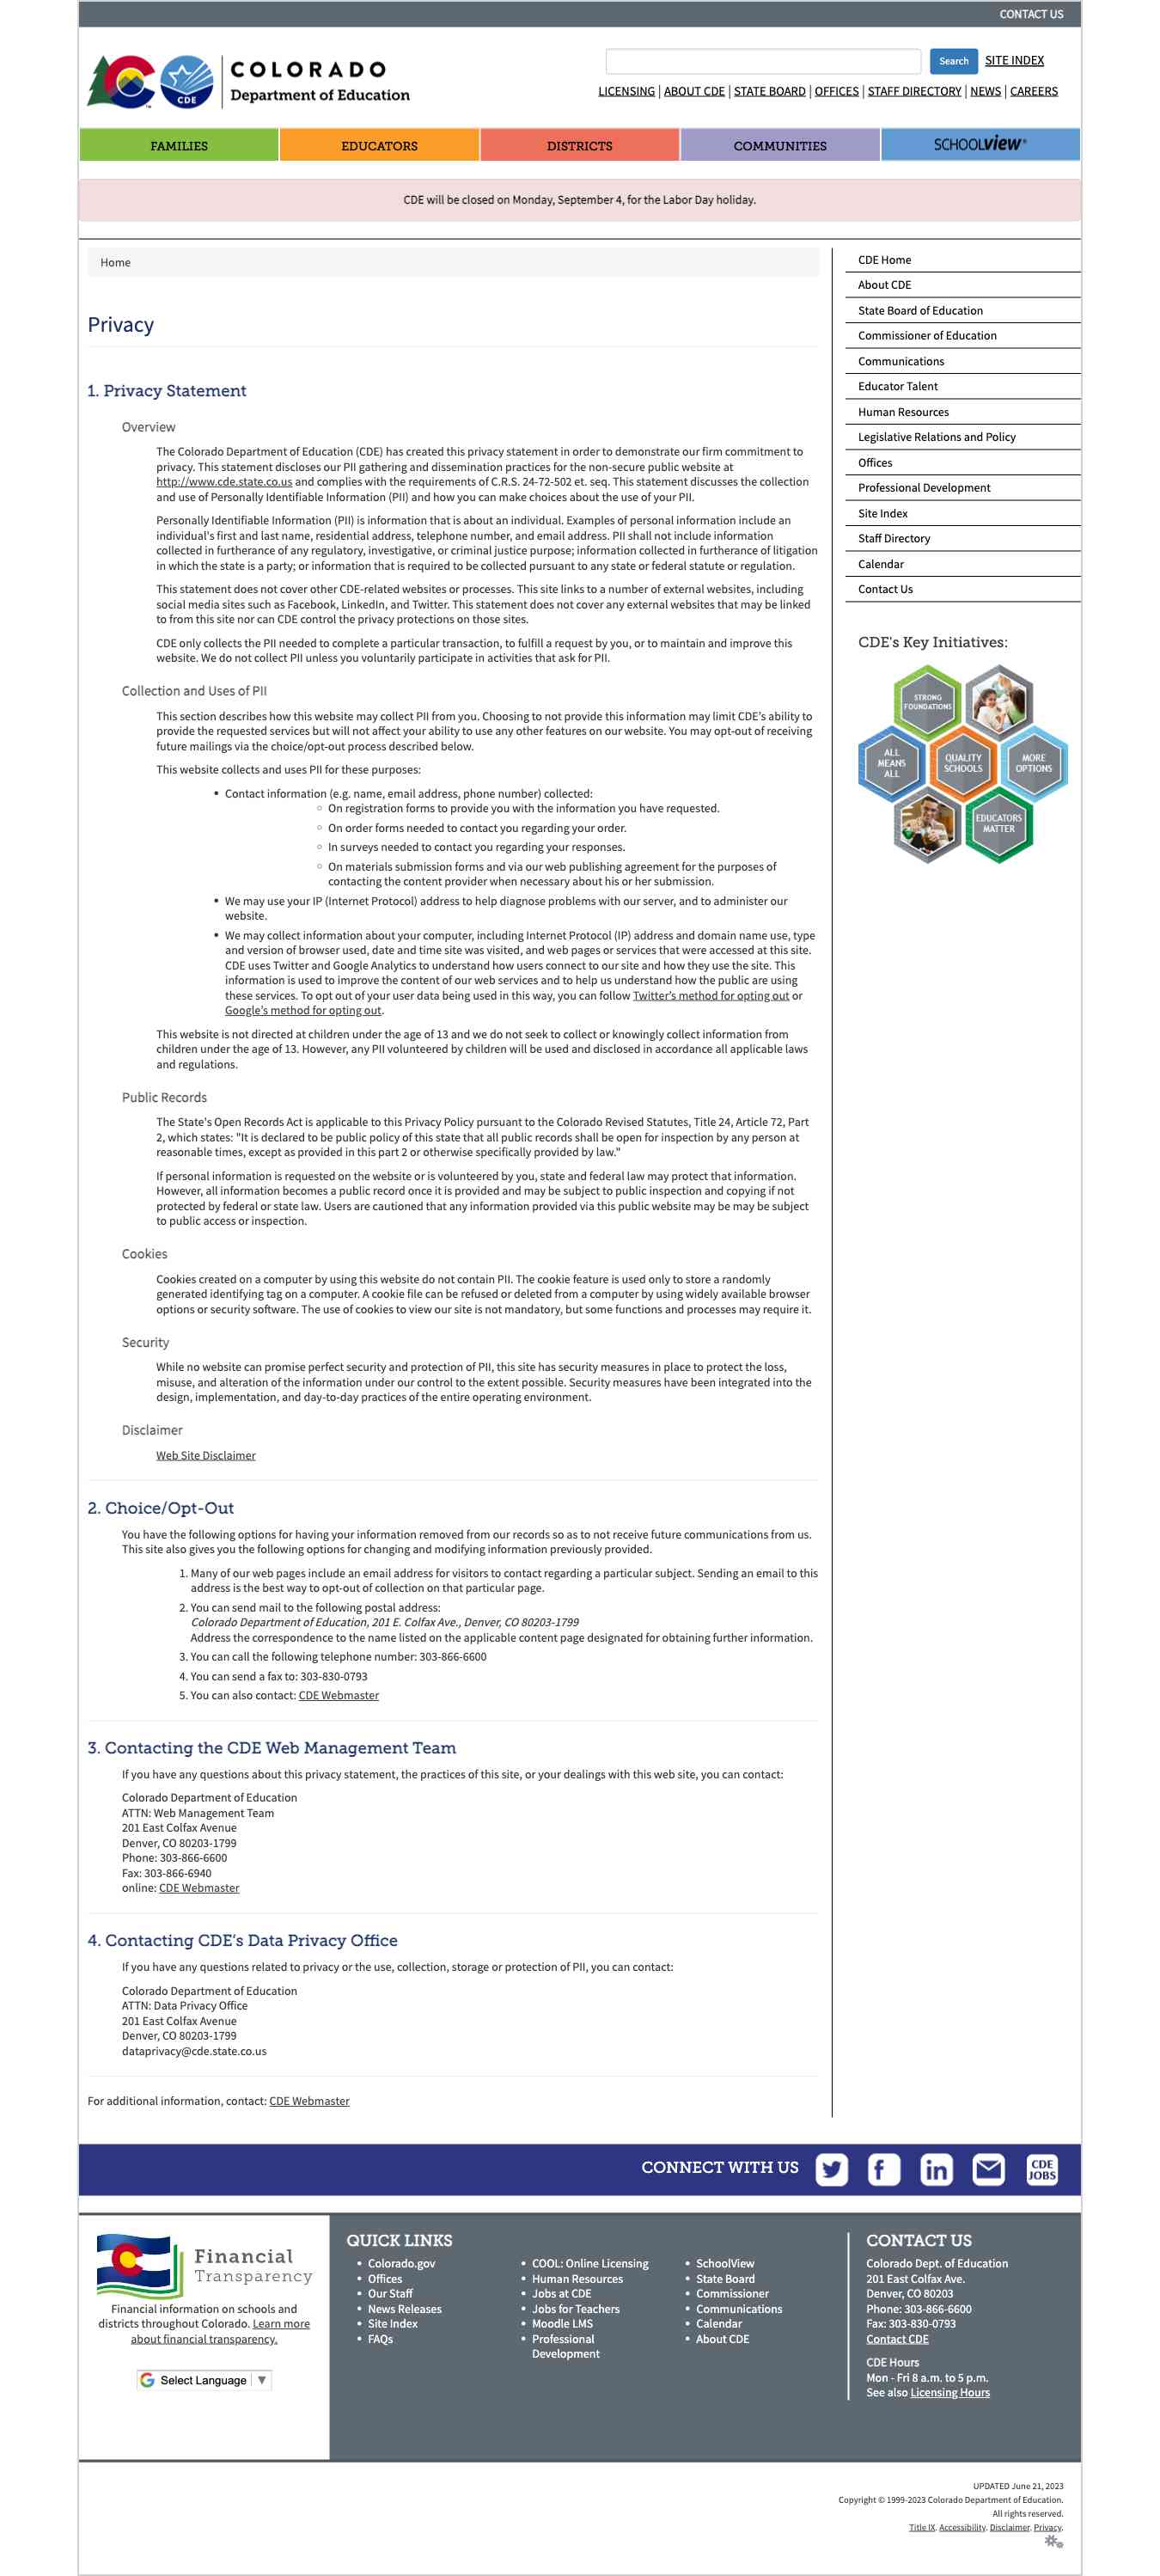 CONTACT US
COLORADO
Department of Education
CDE
Search
SITE INDEX
LICENSING | ABOUT CDE | STATE BOARD | OFFICES | STAFF DIRECTORY | NEWS | CAREERS
FAMILIES
EDUCATORS
DISTRICTS
COMMUNITIES
SCHOOLVIEW®
CDE will be closed on Monday, September 4, for the Labor Day holiday.
Home
Privacy
1. Privacy Statement
Overview
The Colorado Department of Education (CDE) has created this privacy statement in order to demonstrate our firm commitment to
privacy. This statement discloses our PII gathering and dissemination practices for the non-secure public website at
http://www.cde.state.co.us and complies with the requirements of C.R.S. 24-72-502 et. seq. This statement discusses the collection
and use of Personally Identifiable Information (PII) and how you can make choices about the use of your PII.
Personally Identifiable Information (PII) is information that is about an individual. Examples of personal information include an
individual's first and last name, residential address, telephone number, and email address. PII shall not include information
collected in furtherance of any regulatory, investigative, or criminal justice purpose; information collected in furtherance of litigation
in which the state is a party; or information that is required to be collected pursuant to any state or federal statute or regulation.
This statement does not cover other CDE-related websites or processes. This site links to a number of external websites, including
social media sites such as Facebook, LinkedIn, and Twitter. This statement does not cover any external websites that may be linked
to from this site nor can CDE control the privacy protections on those sites.
CDE only collects the PII needed to complete a particular transaction, to fulfill a request by you, or to maintain and improve this
website. We do not collect PII unless you voluntarily participate in activities that ask for PII.
Collection and Uses of PII
This section describes how this website may collect PII from you. Choosing to not provide this information may limit CDE's ability to
provide the requested services but will not affect your ability to use any other features on our website. You may opt-out of receiving
future mailings via the choice/opt-out process described below.
This website collects and uses PII for these purposes:
• Contact information (e.g. name, email address, phone number) collected:
○ On registration forms to provide you with the information you have requested.
○ On order forms needed to contact you regarding your order.
○ In surveys needed to contact you regarding your responses.
○ On materials submission forms and via our web publishing agreement for the purposes of
contacting the content provider when necessary about his or her submission.
• We may use your IP (Internet Protocol) address to help diagnose problems with our server, and to administer our
website.
• We may collect information about your computer, including Internet Protocol (IP) address and domain name use, type
and version of browser used, date and time site was visited, and web pages or services that were accessed at this site.
CDE uses Twitter and Google Analytics to understand how users connect to our site and how they use the site. This
information is used to improve the content of our web services and to help us understand how the public are using
these services. To opt out of your user data being used in this way, you can follow Twitter's method for opting out or
Google's method for opting out.
This website is not directed at children under the age of 13 and we do not seek to collect or knowingly collect information from
children under the age of 13. However, any PII volunteered by children will be used and disclosed in accordance all applicable laws
and regulations.
Public Records
The State's Open Records Act is applicable to this Privacy Policy pursuant to the Colorado Revised Statutes, Title 24, Article 72, Part
2, which states: "It is declared to be public policy of this state that all public records shall be open for inspection by any person at
reasonable times, except as provided in this part 2 or otherwise specifically provided by law."
If personal information is requested on the website or is volunteered by you, state and federal law may protect that information.
However, all information becomes a public record once it is provided and may be subject to public inspection and copying if not
protected by federal or state law. Users are cautioned that any information provided via this public website may be may be subject
to public access or inspection.
Cookies
Cookies created on a computer by using this website do not contain PII. The cookie feature is used only to store a randomly
generated identifying tag on a computer. A cookie file can be refused or deleted from a computer by using widely available browser
options or security software. The use of cookies to view our site is not mandatory, but some functions and processes may require it.
Security
While no website can promise perfect security and protection of PII, this site has security measures in place to protect the loss,
misuse, and alteration of the information under our control to the extent possible. Security measures have been integrated into the
design, implementation, and day-to-day practices of the entire operating environment.
Disclaimer
Web Site Disclaimer
2. Choice/Opt-Out
You have the following options for having your information removed from our records so as to not receive future communications from us.
This site also gives you the following options for changing and modifying information previously provided.
1. Many of our web pages include an email address for visitors to contact regarding a particular subject. Sending an email to this
address is the best way to opt-out of collection on that particular page.
2. You can send mail to the following postal address:
Colorado Department of Education, 201 E. Colfax Ave., Denver, CO 80203-1799
Address the correspondence to the name listed on the applicable content page designated for obtaining further information.
3. You can call the following telephone number: 303-866-6600
4. You can send a fax to: 303-830-0793
5. You can also contact: CDE Webmaster
3. Contacting the CDE Web Management Team
If you have any questions about this privacy statement, the practices of this site, or your dealings with this web site, you can contact:
Colorado Department of Education
ATTN: Web Management Team
201 East Colfax Avenue
Denver, CO 80203-1799
Phone: 303-866-6600
Fax: 303-866-6940
online: CDE Webmaster
4. Contacting CDE's Data Privacy Office
If you have any questions related to privacy or the use, collection, storage or protection of PII, you can contact:
Colorado Department of Education
ATTN: Data Privacy Office
201 East Colfax Avenue
Denver, CO 80203-1799
dataprivacy@cde.state.co.us
For additional information, contact: CDE Webmaster
CDE Home
About CDE
State Board of Education
Commissioner of Education
Communications
Educator Talent
Human Resources
Legislative Relations and Policy
Offices
Professional Development
Site Index
Staff Directory
Calendar
Contact Us
CDE's Key Initiatives:
STRONG
FOUNDATIONS
ALL
MEANS
ALL
QUALITY
SCHOOLS
MORE
OPTIONS
EDUCATORS
MATTER
CONNECT WITH US
CDE
JOBS
Financial
Transparency
Financial information on schools and
districts throughout Colorado. Learn more
about financial transparency.
Select Language ▼
QUICK LINKS
• Colorado.gov
• Offices
• Our Staff
• News Releases
• Site Index
• FAQs
• COOL: Online Licensing
• Human Resources
• Jobs at CDE
• Jobs for Teachers
• Moodle LMS
• Professional
Development
• SchoolView
• State Board
• Commissioner
• Communications
• Calendar
• About CDE
CONTACT US
Colorado Dept. of Education
201 East Colfax Ave.
Denver, CO 80203
Phone: 303-866-6600
Fax: 303-830-0793
Contact CDE
CDE Hours
Mon - Fri 8 a.m. to 5 p.m.
See also Licensing Hours
UPDATED June 21, 2023
Copyright © 1999-2023 Colorado Department of Education.
All rights reserved.
Title IX. Accessibility. Disclaimer. Privacy.